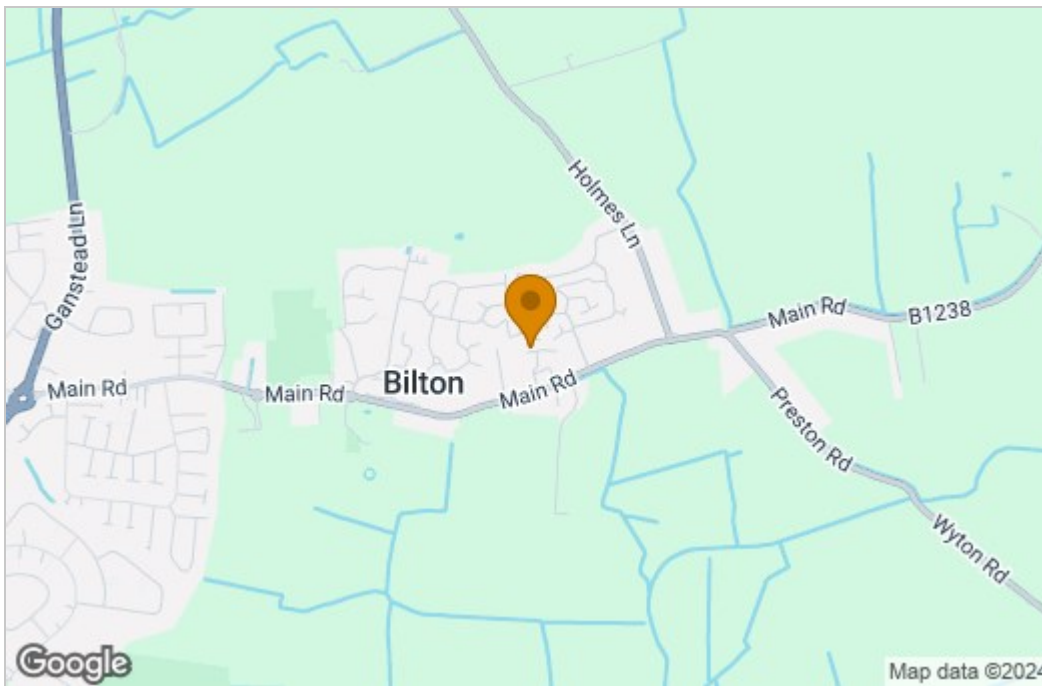 Holmes Ln
Ganstead Ln
Main Rd
B1238
Main Rd
Main Rd
Bilton
Main Rd
Preston Rd
Wyton Rd
Google
Map data ©2024